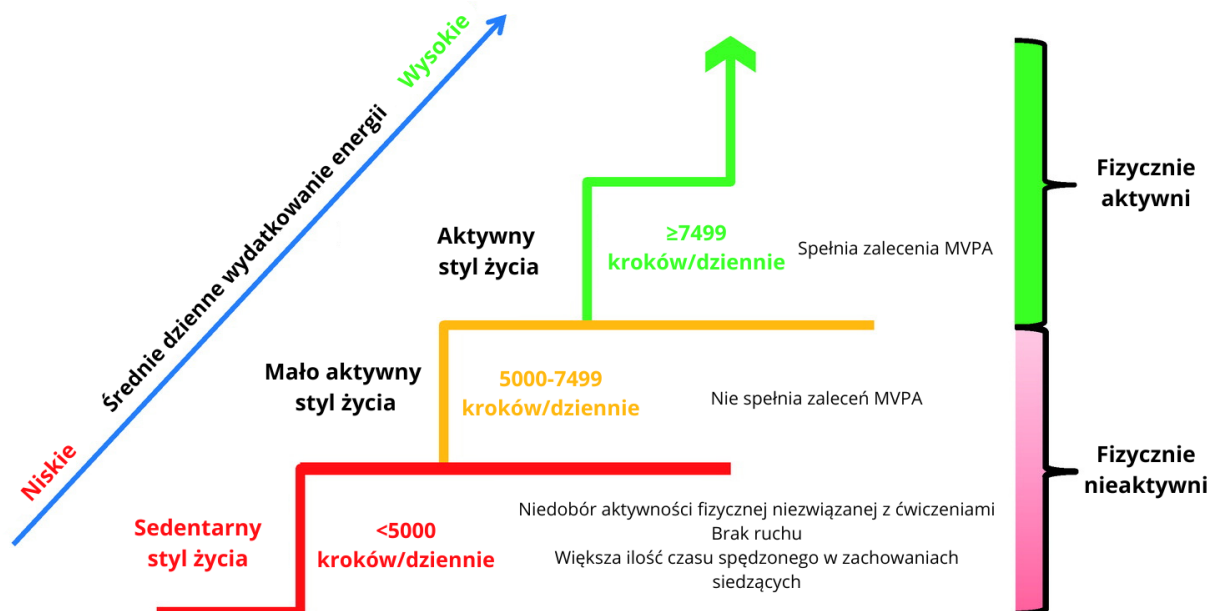 Wysokie
Średnie dzienne wydatkowanie energii
Niskie
Aktywny
styl życia
≥7499
kroków/dziennie
Spełnia zalecenia MVPA
Fizycznie
aktywni
Mało aktywny
styl życia
5000-7499
kroków/dziennie
Nie spełnia zaleceń MVPA
Fizycznie
nieaktywni
Sedentarny
styl życia
<5000
kroków/dziennie
Niedobór aktywności fizycznej niezwiązanej z ćwiczeniami
Brak ruchu
Większa ilość czasu spędzonego w zachowaniach
siedzących